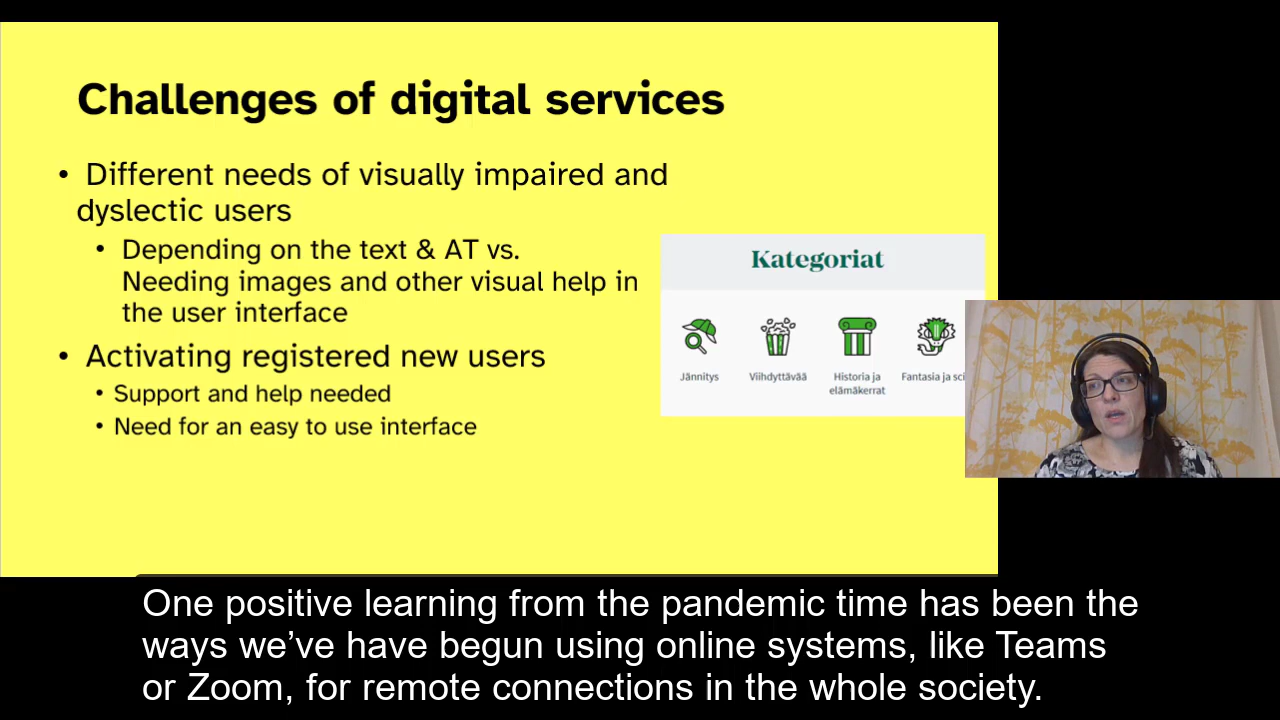 Challenges of digital services
• Different needs of visually impaired and
dyslectic users
• Depending on the text & AT vs.
Needing images and other visual help in
the user interface
• Activating registered new users
• Support and help needed
• Need for an easy to use interface
Kategoriat
Jännitys
Viihdyttävää
Historia ja
elämäkerrat
Fantasia ja sci
One positive learning from the pandemic time has been the
ways we’ve have begun using online systems, like Teams
or Zoom, for remote connections in the whole society.